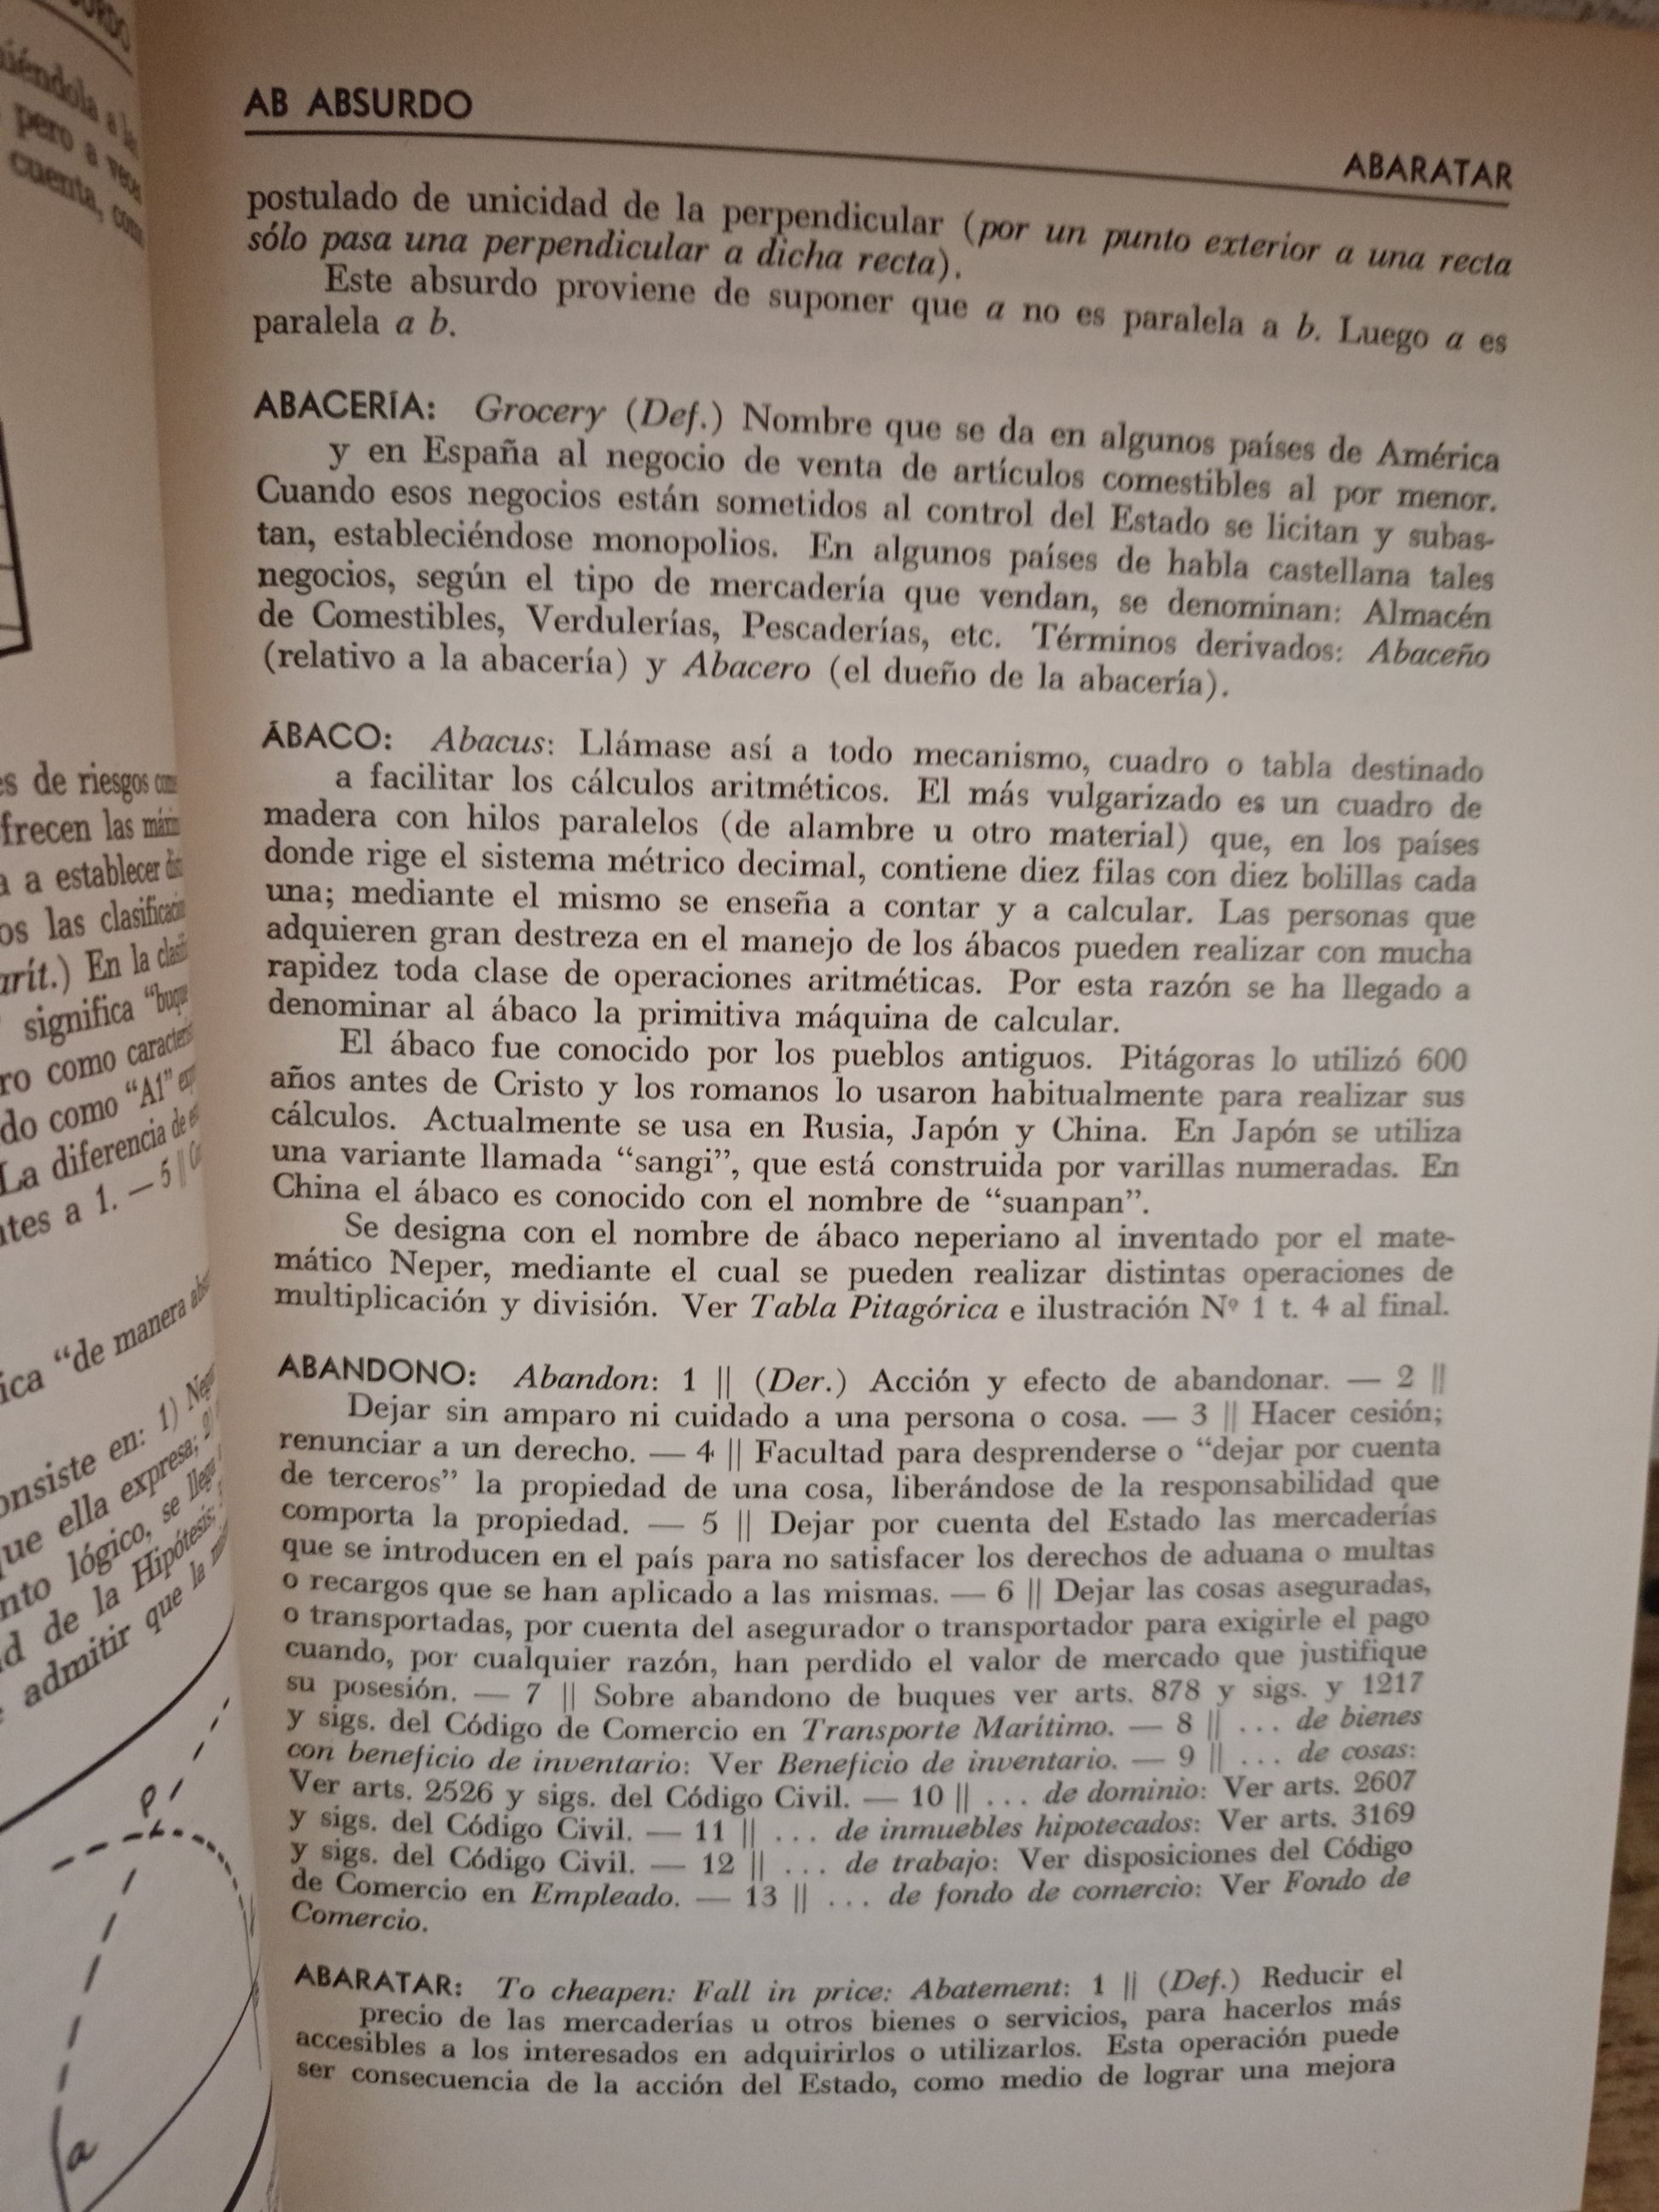 AB ABSURDO
ABARATAR
postulado de unicidad de la perpendicular (por un punto exterior a una recta
sólo pasa una perpendicular a dicha recta).
Este absurdo proviene de suponer que a no es paralela a b. Luego a es
paralela a b.
ABACERÍA: Grocery (Def.) Nombre que se da en algunos países de América
y en España al negocio de venta de artículos comestibles al por menor.
Cuando esos negocios están sometidos al control del Estado se licitan y subas-
tan, estableciéndose monopolios. En algunos países de habla castellana tales
negocios, según el tipo de mercadería que vendan, se denominan: Almacén
de Comestibles, Verdulerías, Pescaderías, etc. Términos derivados: Abaceño
(relativo a la abacería) y Abacero (el dueño de la abacería).
ÁBACO: Abacus: Llámase así a todo mecanismo, cuadro o tabla destinado
a facilitar los cálculos aritméticos. El más vulgarizado es un cuadro de
madera con hilos paralelos (de alambre u otro material) que, en los países
donde rige el sistema métrico decimal, contiene diez filas con diez bolillas cada
una; mediante el mismo se enseña a contar y a calcular. Las personas que
adquieren gran destreza en el manejo de los ábacos pueden realizar con mucha
rapidez toda clase de operaciones aritméticas. Por esta razón se ha llegado a
denominar al ábaco la primitiva máquina de calcular.
El ábaco fue conocido por los pueblos antiguos. Pitágoras lo utilizó 600
años antes de Cristo y los romanos lo usaron habitualmente para realizar sus
cálculos. Actualmente se usa en Rusia, Japón y China. En Japón se utiliza
una variante llamada “sangi”, que está construida por varillas numeradas. En
China el ábaco es conocido con el nombre de “suanpan”.
Se designa con el nombre de ábaco neperiano al inventado por el mate-
mático Neper, mediante el cual se pueden realizar distintas operaciones de
multiplicación y división. Ver Tabla Pitagórica e ilustración Nº 1 t. 4 al final.
ABANDONO: Abandon: 1 || (Der.) Acción y efecto de abandonar. — 2 ||
Dejar sin amparo ni cuidado a una persona o cosa. — 3 || Hacer cesión;
renunciar a un derecho. — 4 || Facultad para desprenderse o “dejar por cuenta
de terceros” la propiedad de una cosa, liberándose de la responsabilidad que
comporta la propiedad. — 5 || Dejar por cuenta del Estado las mercaderías
que se introducen en el país para no satisfacer los derechos de aduana o multas
o recargos que se han aplicado a las mismas. — 6 || Dejar las cosas aseguradas,
o transportadas, por cuenta del asegurador o transportador para exigirle el pago
cuando, por cualquier razón, han perdido el valor de mercado que justifique
su posesión. — 7 || Sobre abandono de buques ver arts. 878 y sigs. y 1217
y sigs. del Código de Comercio en Transporte Marítimo. — 8 || ... de bienes
con beneficio de inventario: Ver Beneficio de inventario. — 9 || ... de cosas:
Ver arts. 2526 y sigs. del Código Civil. — 10 || ... de dominio: Ver arts. 2607
y sigs. del Código Civil. — 11 || ... de inmuebles hipotecados: Ver arts. 3169
y sigs. del Código Civil. — 12 || ... de trabajo: Ver disposiciones del Código
de Comercio en Empleado. — 13 || ... de fondo de comercio: Ver Fondo de
Comercio.
ABARATAR: To cheapen: Fall in price: Abatement: 1 || (Def.) Reducir el
precio de las mercaderías u otros bienes o servicios, para hacerlos más
accesibles a los interesados en adquirirlos o utilizarlos. Esta operación puede
ser consecuencia de la acción del Estado, como medio de lograr una mejora